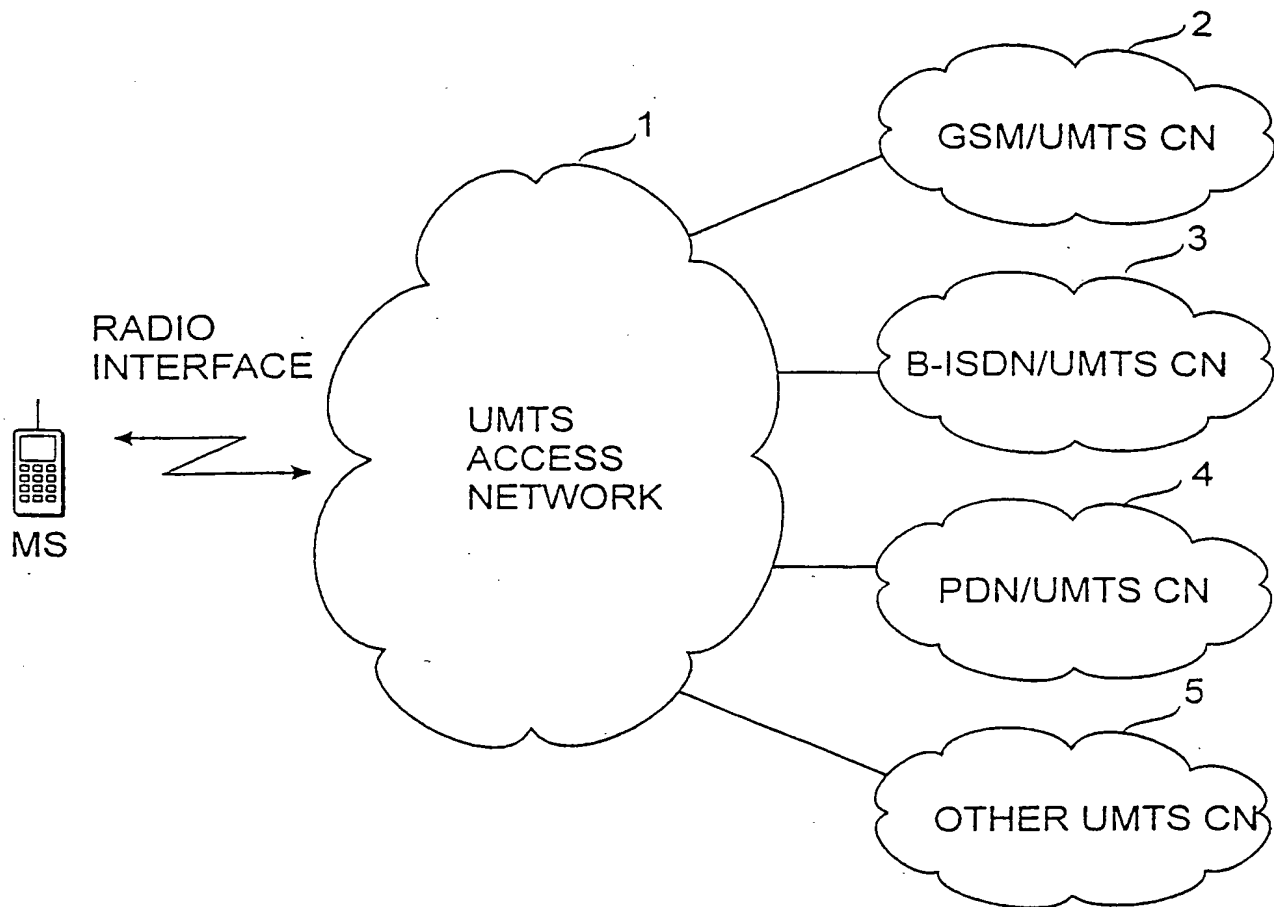 2
GSM/UMTS CN
1
3
RADIO
INTERFACE
B-ISDN/UMTS CN
UMTS
ACCESS
NETWORK
4
MS
PDN/UMTS CN
5
OTHER UMTS CN